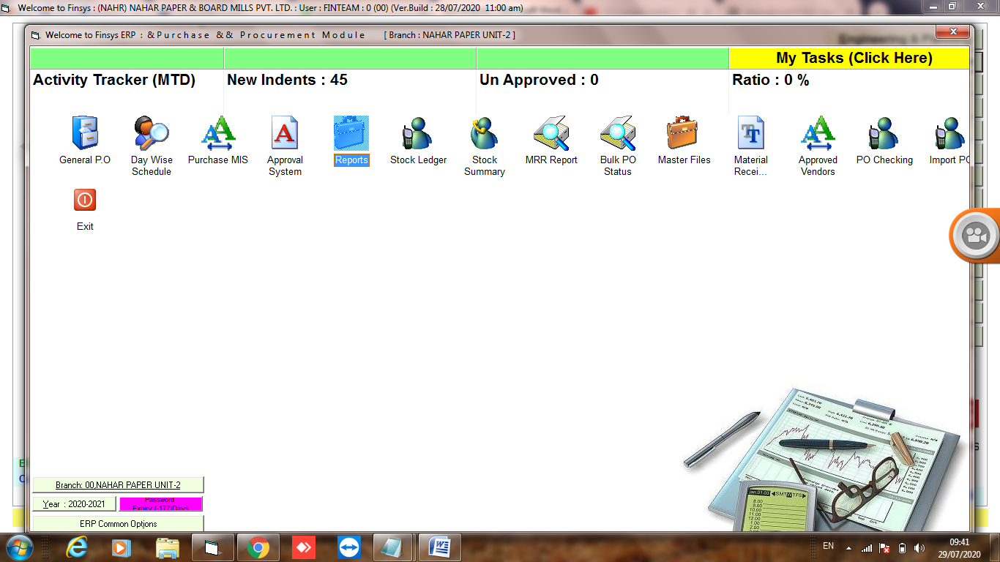 Welcome to Finsys : (NAHR) NAHAR PAPER & BOARD MILLS PVT. LTD. : User : FINTEAM : 0 (00) (Ver.Build : 28/07/2020 11:00 am)
Welcome to Finsys ERP : & P u r c h a s e & & P r o c u r e m e n t M o d u l e [ Branch : NAHAR PAPER UNIT-2 ]
My Tasks (Click Here)
Activity Tracker (MTD) New Indents : 45 Un Approved : 0 Ratio : 0 %
General P.O
Day Wise
Schedule
Purchase MIS
Approval
System
Reports
Stock Ledger
Stock
Summary
MRR Report
Bulk PO
Status
Master Files
Material
Recei...
Approved
Vendors
PO Checking
Import PO
Exit
Branch: 00,NAHAR PAPER UNIT-2
Year : 2020-2021
Password
Expiry:(-177)Days
ERP Common Options
EN
09:41
29/07/2020